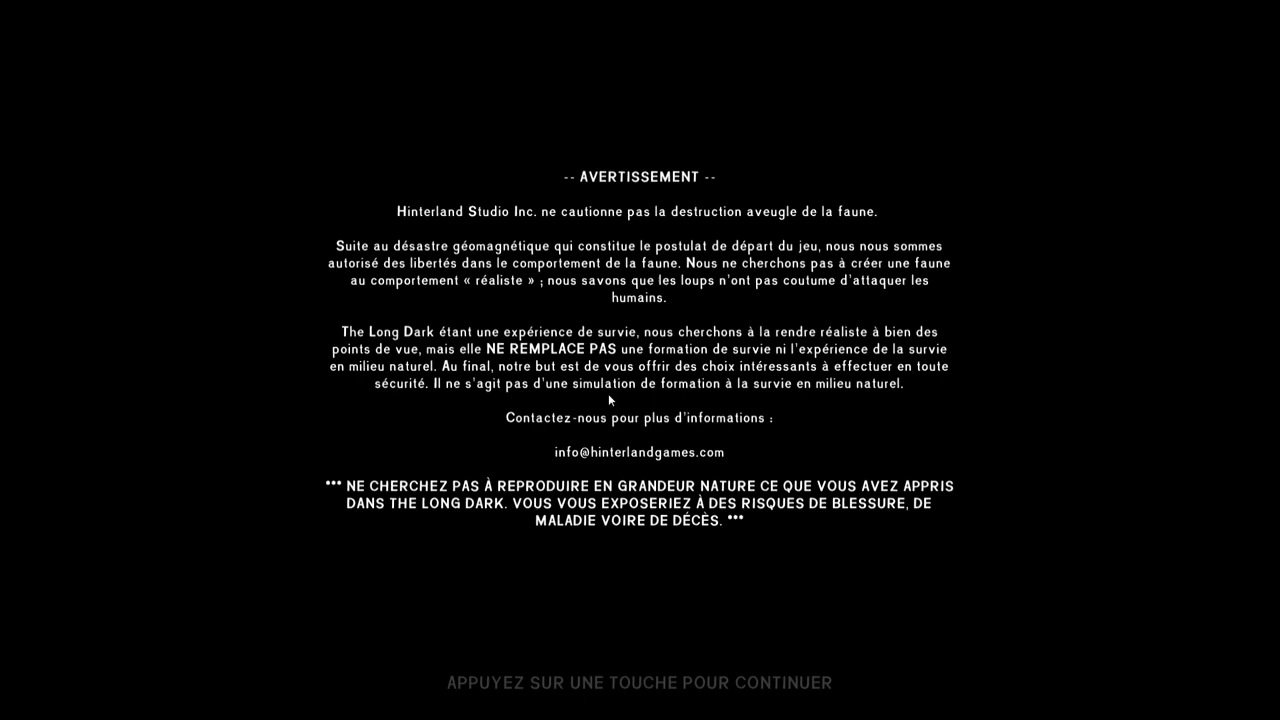 -- AVERTISSEMENT --
Hinterland Studio Inc. ne cautionne pas la destruction aveugle de la faune.
Suite au désastre géomagnétique qui constitue le postulat de départ du jeu, nous nous sommes
autorisé des libertés dans le comportement de la faune. Nous ne cherchons pas à créer une faune
au comportement « réaliste » ; nous savons que les loups n'ont pas coutume d'attaquer les
humains.
The Long Dark étant une expérience de survie, nous cherchons à la rendre réaliste à bien des
points de vue, mais elle NE REMPLACE PAS une formation de survie ni l'expérience de la survie
en milieu naturel. Au final, notre but est de vous offrir des choix intéressants à effectuer en toute
sécurité. Il ne s'agit pas d'une simulation de formation à la survie en milieu naturel.
Contactez-nous pour plus d'informations :
info@hinterlandgames.com
*** NE CHERCHEZ PAS À REPRODUIRE EN GRANDEUR NATURE CE QUE VOUS AVEZ APPRIS
DANS THE LONG DARK. VOUS VOUS EXPOSERIEZ À DES RISQUES DE BLESSURE, DE
MALADIE VOIRE DE DÉCÈS. ***
APPUYEZ SUR UNE TOUCHE POUR CONTINUER